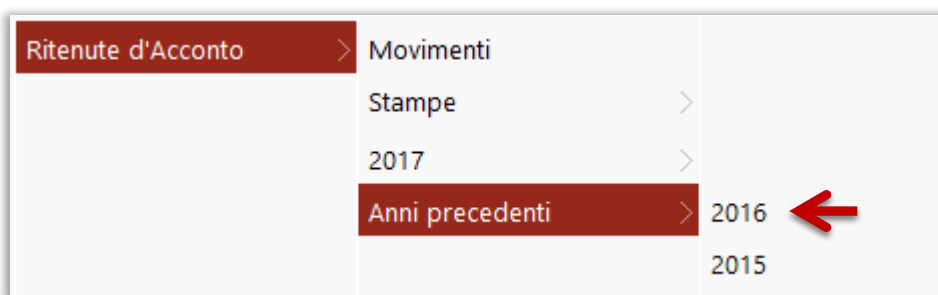 Ritenute d'Acconto
Movimenti
Stampe
2017
Anni precedenti
2016
2015